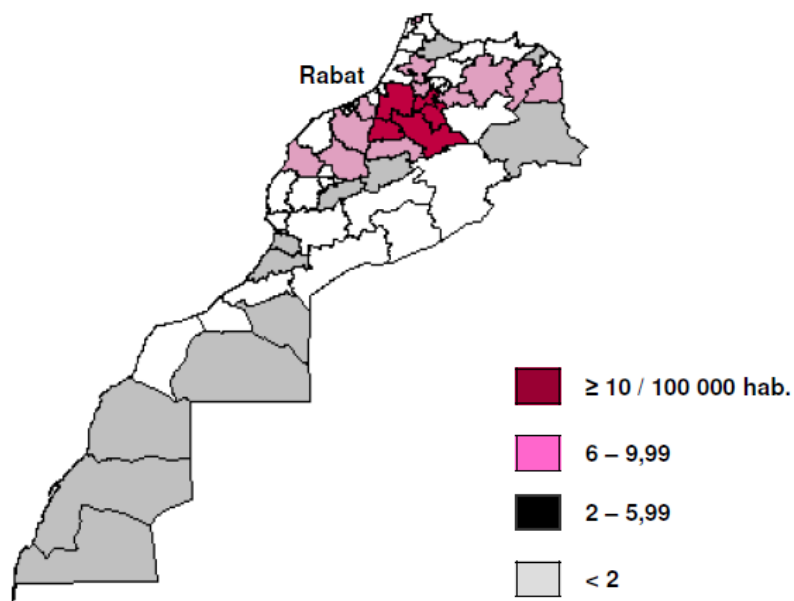 Rabat
≥ 10 / 100 000 hab.
6 – 9,99
2 – 5,99
< 2